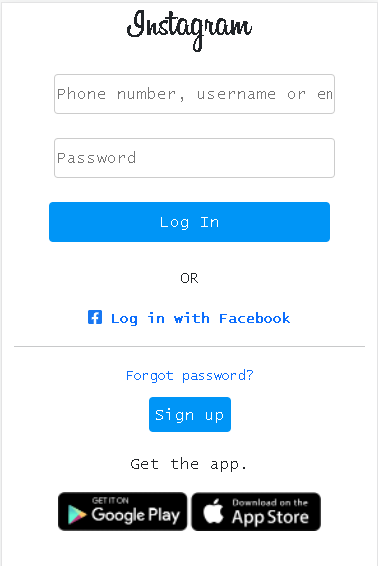 Instagram
Phone number, username or em
Password
Log In
OR
Log in with Facebook
Forgot password?
Sign up
Get the app.
GET IT ON
Google Play
Download on the
App Store